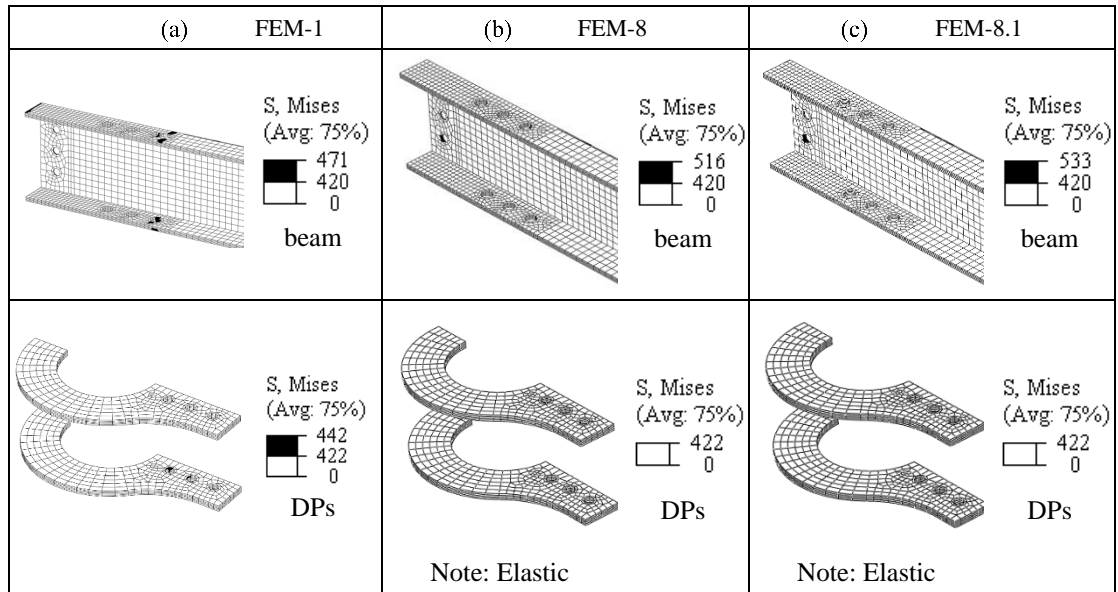 (a) FEM-1
(b) FEM-8
(c) FEM-8.1
S, Mises
(Avg: 75%)
471
420
0
beam
S, Mises
(Avg: 75%)
516
420
0
beam
S, Mises
(Avg: 75%)
533
420
0
beam
S, Mises
(Avg: 75%)
442
422
0
DPs
S, Mises
(Avg: 75%)
422
0
DPs
Note: Elastic
S, Mises
(Avg: 75%)
422
0
DPs
Note: Elastic